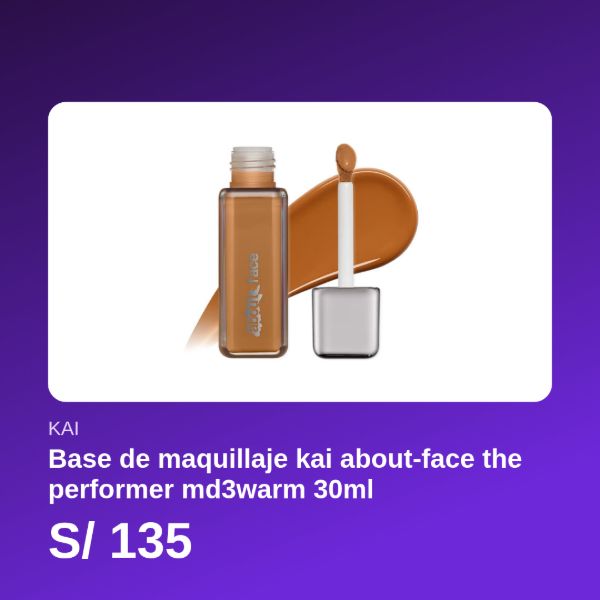 about face
KAI
Base de maquillaje kai about-face the
performer md3warm 30ml
S/ 135